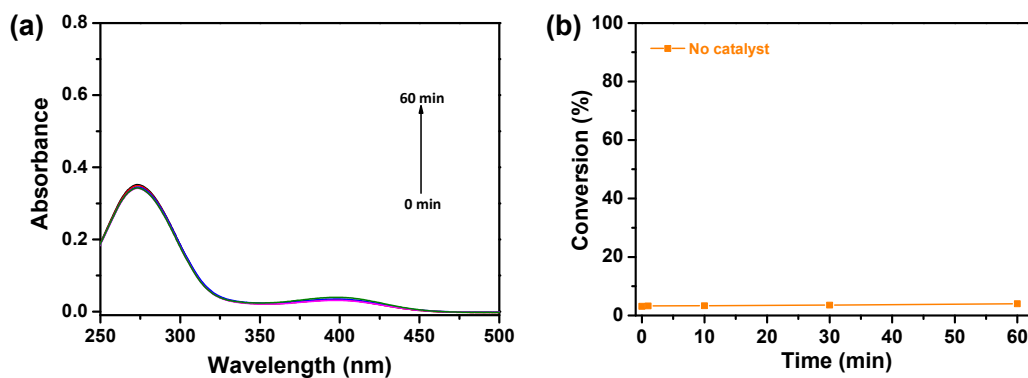 (a)
0.8
0.6
0.4
0.2
0.0
Absorbance
60 min
0 min
250 300 350 400 450 500
Wavelength (nm)
(b)
100
80
60
40
20
0
Conversion (%)
No catalyst
0 10 20 30 40 50 60
Time (min)